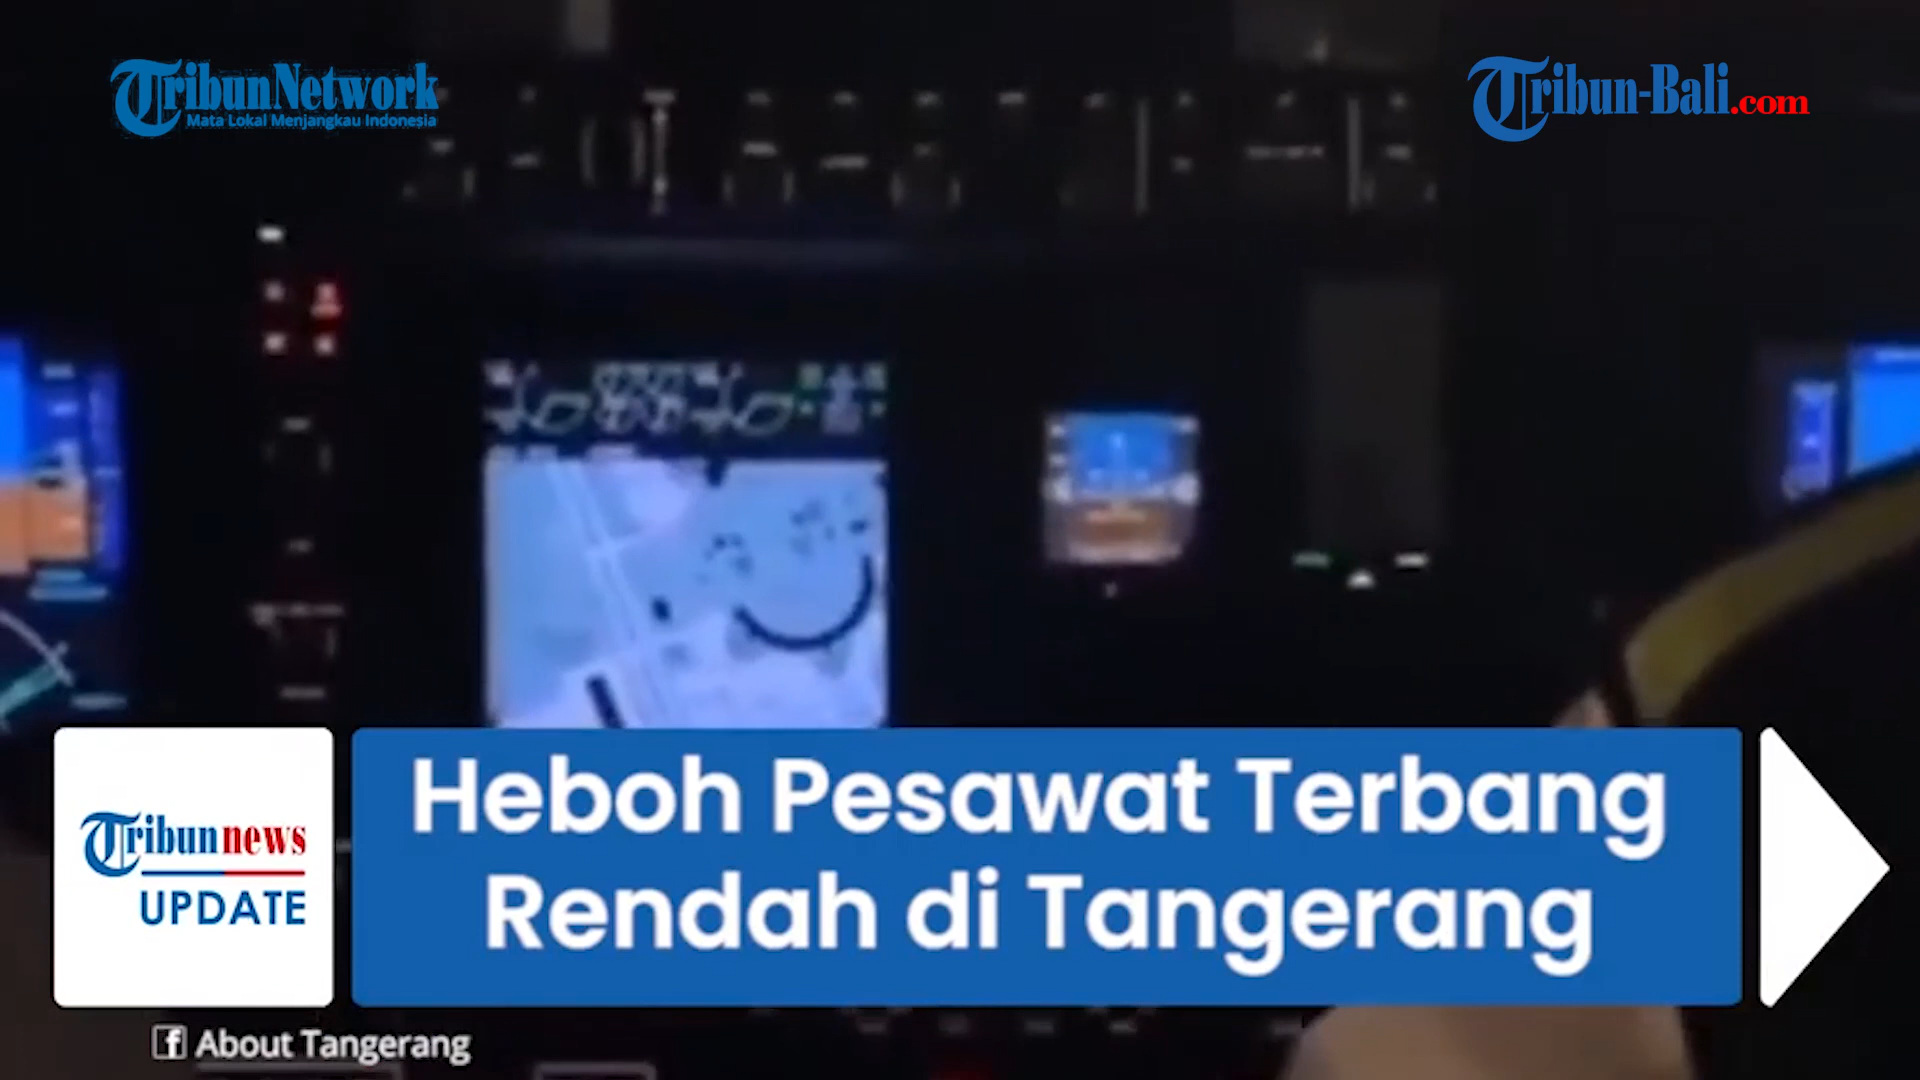 TribunNetwork
Mata Lokal Menjangkau Indonesia
Tribun-Bali.com
Heboh Pesawat Terbang
Rendah di Tangerang
Tribunnews
UPDATE
About Tangerang